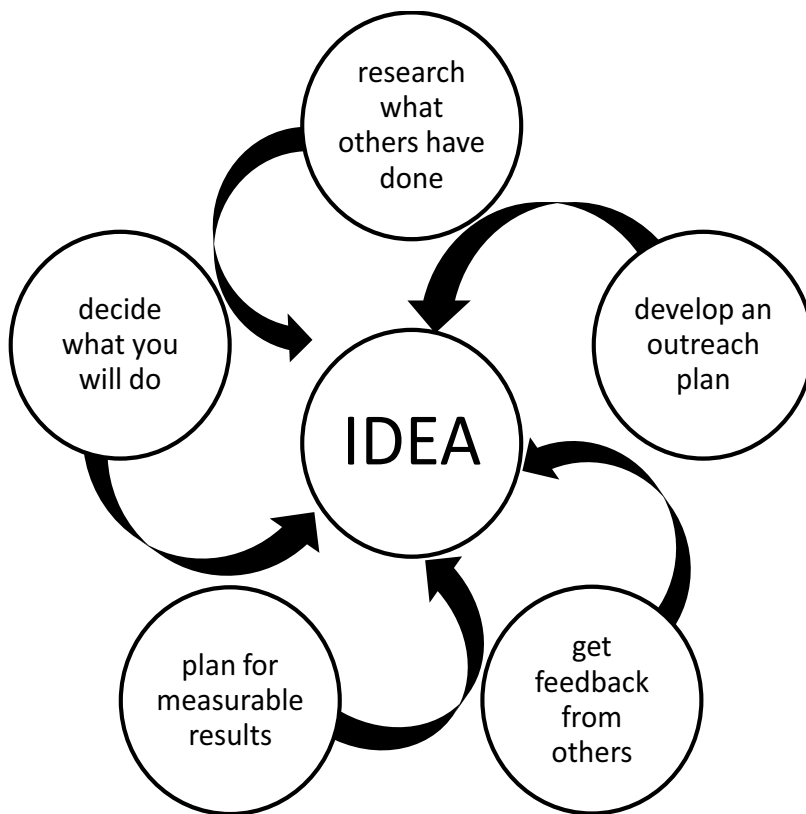 research
what
others have
done
develop an
outreach
plan
get
feedback
from
others
plan for
measurable
results
decide
what you
will do
IDEA